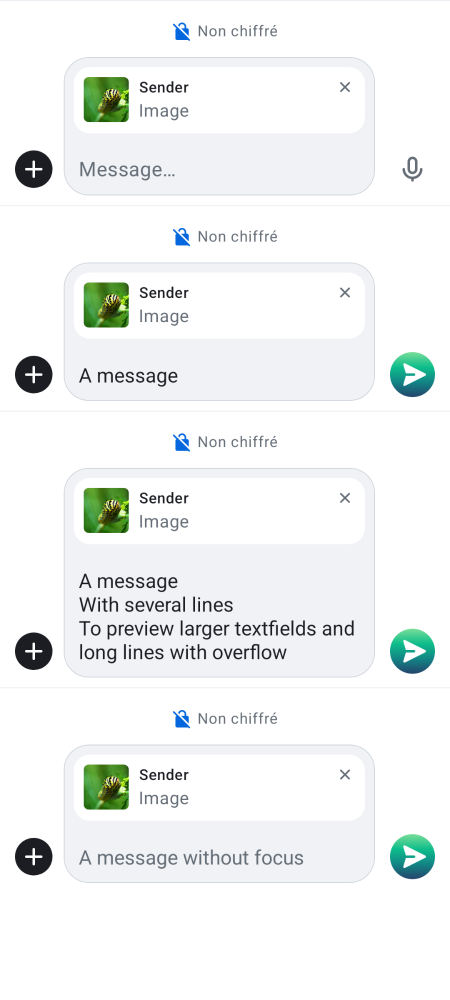 Non chiffré
Sender
Image
Message…
Non chiffré
Sender
Image
A message
Non chiffré
Sender
Image
A message
With several lines
To preview larger textfields and
long lines with overflow
Non chiffré
Sender
Image
A message without focus